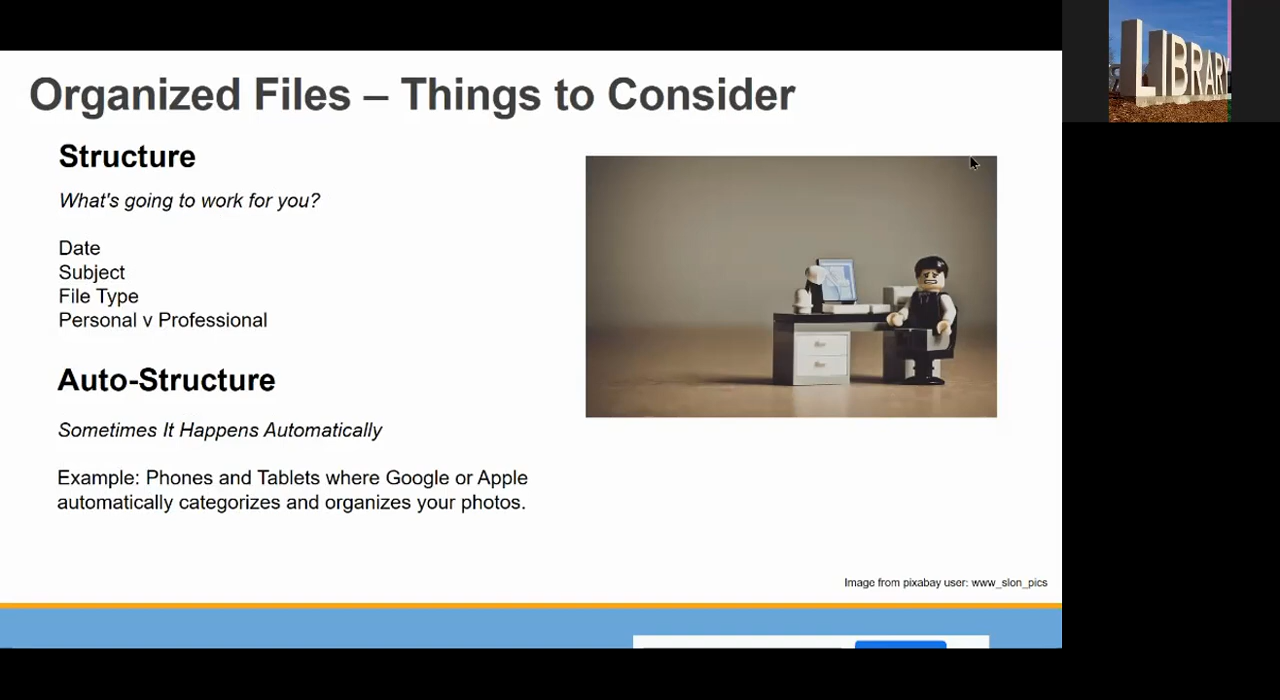 Organized Files – Things to Consider
Structure
What's going to work for you?
Date
Subject
File Type
Personal v Professional
Auto-Structure
Sometimes It Happens Automatically
Example: Phones and Tablets where Google or Apple
automatically categorizes and organizes your photos.
Image from pixabay user: www_slon_pics
LIBRARY